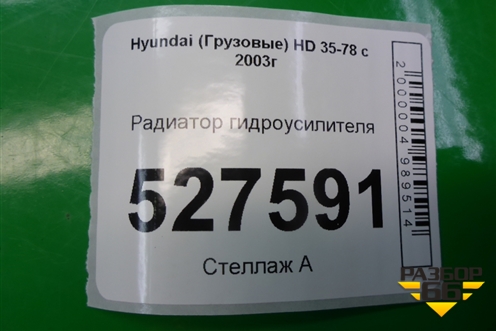 Hyundai (Грузовые) HD 35-78 с
2003г
Радиатор гидроусилителя
527591
Стеллаж А
2000004989514
РАЗБОР
66